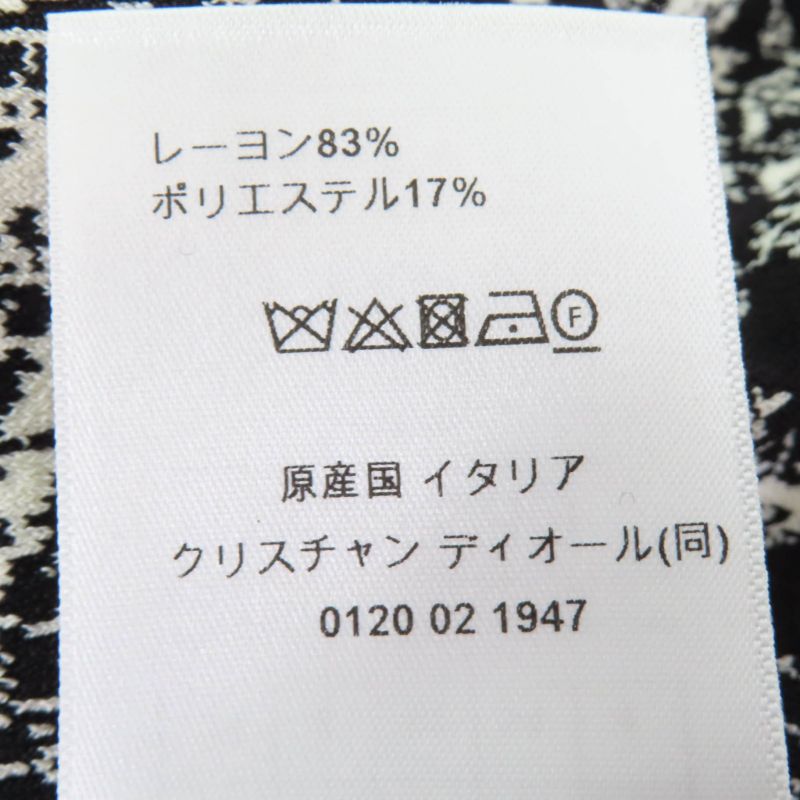 レーヨン83%
ポリエステル17%
F
原産国 イタリア
クリスチャン ディオール(同)
0120 02 1947